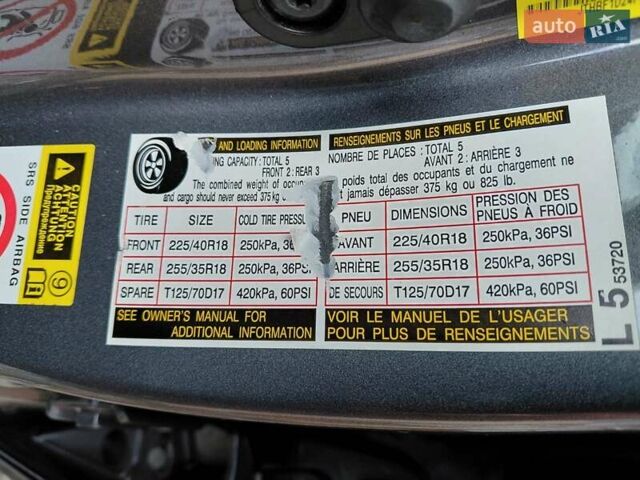 auto RIA.com
SRS SIDE AIRBAG
CAUTION
ATTENTION
Предупреждение
9
AND LOADING INFORMATION
RENSEIGNEMENTS SUR LES PNEUS ET LE CHARGEMENT
CAPACITY: TOTAL 5
FRONT 2 : REAR 3
NOMBRE DE PLACES : TOTAL 5
AVANT 2 : ARRIÈRE 3
The combined weight of
and cargo should never exceed 375 kg
poids total des occupants et du chargement ne
jamais dépasser 375 kg ou 825 lb.
TIRE SIZE COLD TIRE
FRONT 225/40R18 250kPa,
REAR 255/35R18 250kPa, 36PSI
SPARE T125/70D17 420kPa, 60PSI
PNEU DIMENSIONS PRESSION DES
PNEUS À FROID
AVANT 225/40R18 250kPa, 36PSI
ARRIÈRE 255/35R18 250kPa, 36PSI
DE SECOURS T125/70D17 420kPa, 60PSI
SEE OWNER'S MANUAL FOR
ADDITIONAL INFORMATION
VOIR LE MANUEL DE L'USAGER
POUR PLUS DE RENSEIGNEMENTS
L 5 53720